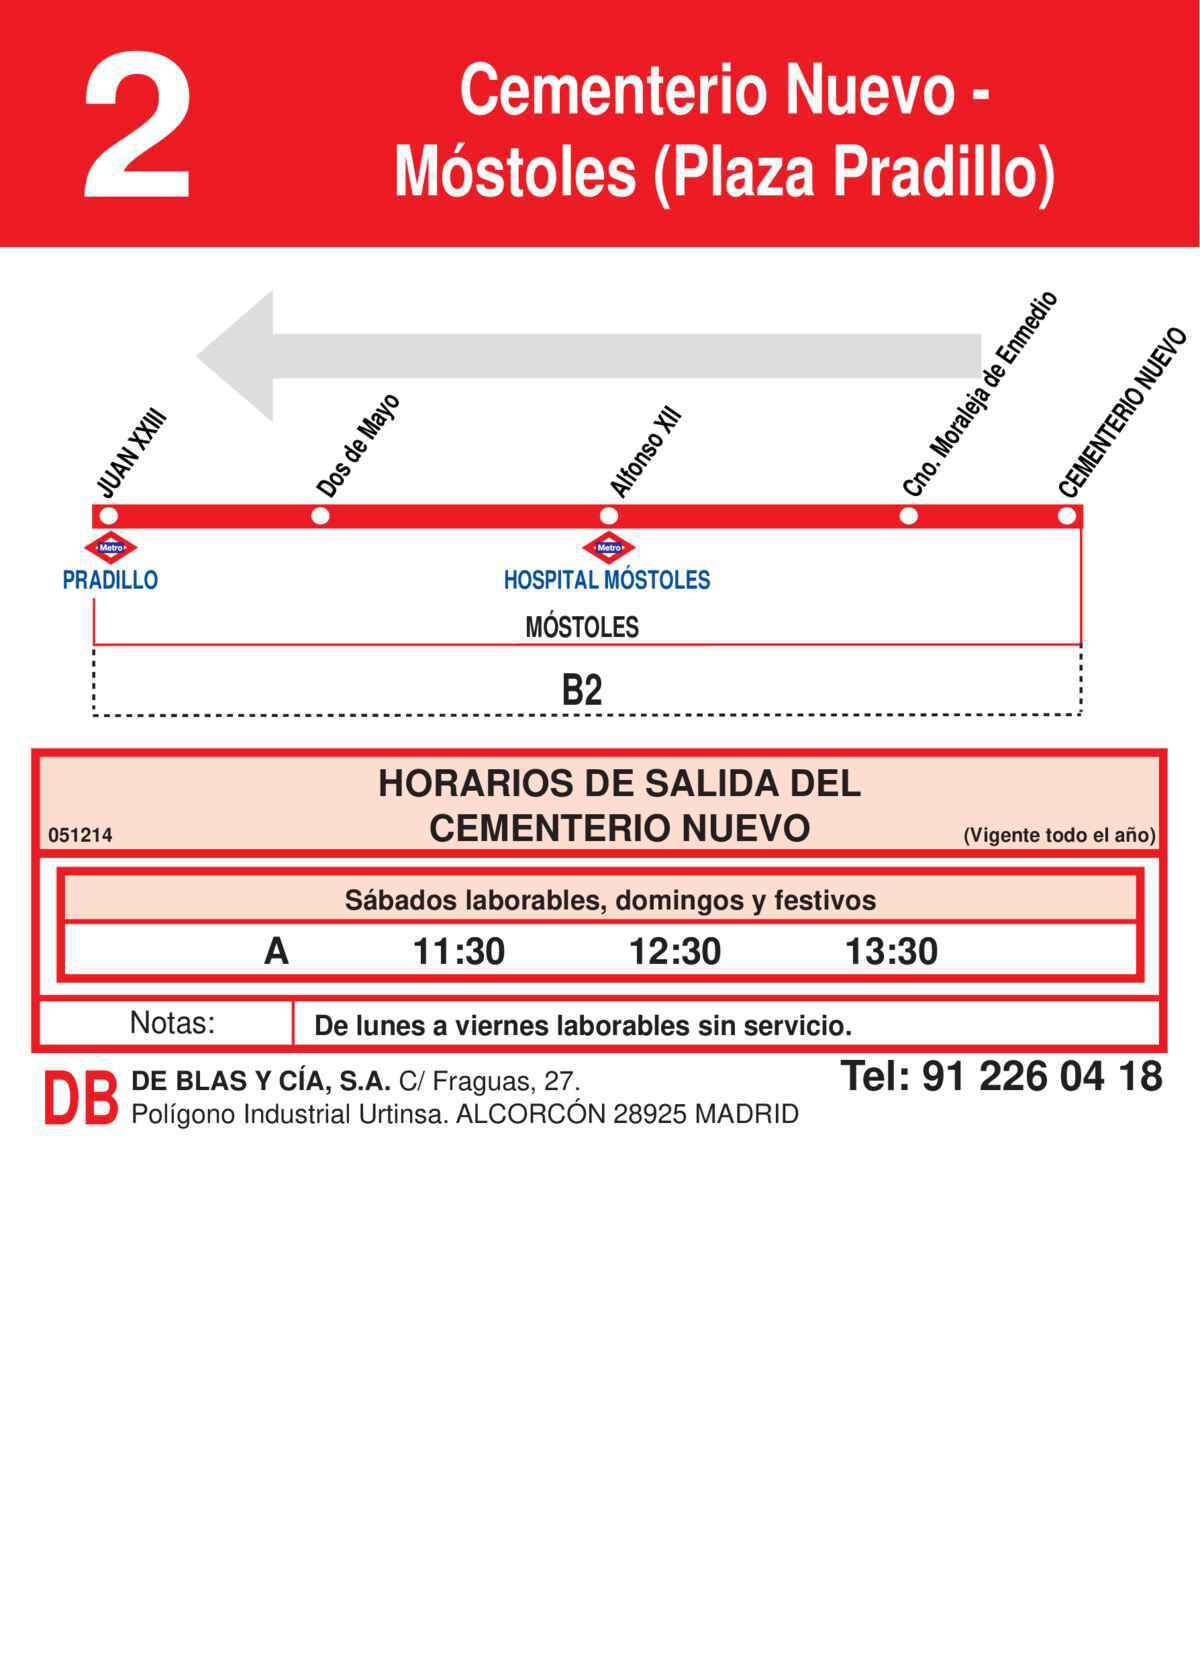 2
Cementerio Nuevo -
Móstoles (Plaza Pradillo)
JUAN XXIII
Dos de Mayo
Alfonso XII
Cno. Moraleja de Enmedio
CEMENTERIO NUEVO
Metro
Metro
PRADILLO
HOSPITAL MÓSTOLES
MÓSTOLES
B2
HORARIOS DE SALIDA DEL
CEMENTERIO NUEVO
051214
(Vigente todo el año)
Sábados laborables, domingos y festivos
A 11:30 12:30 13:30
Notas: De lunes a viernes laborables sin servicio.
DB
DE BLAS Y CÍA, S.A. C/ Fraguas, 27.
Polígono Industrial Urtinsa. ALCORCÓN 28925 MADRID
Tel: 91 226 04 18